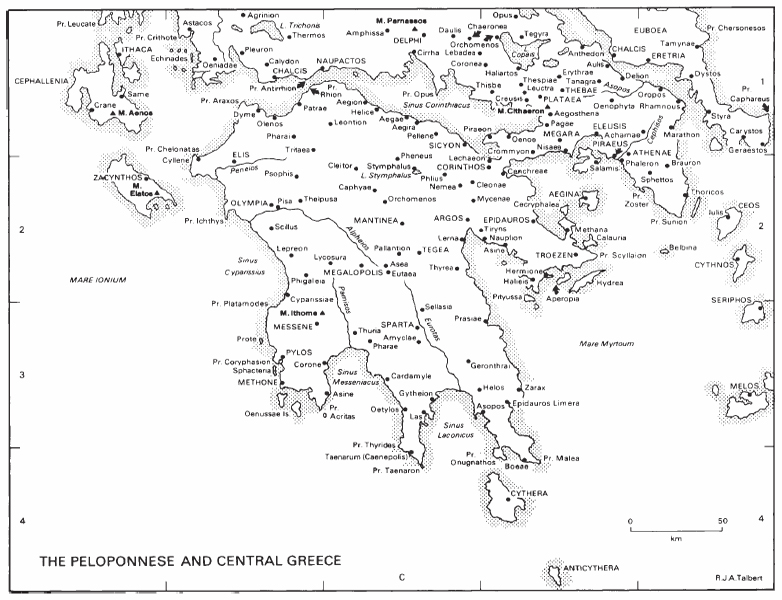 Pr. Leucate
Astacos
Agrinion
L. Trichonis
Thermos
M. Parnassos
Amphissa
DELPHI
Daulis
Chaeronea
Opus
Tegyra
EUBOEA
Pr. Chersonesos
Pr. Crithote
ITHACA
Echinades
Pleuron
Oenadae
Calydon
CHALCIS
NAUPACTOS
Cirrha
Orchomenos
Lebadea
Copais
Coronea
Haliartos
Anthedon
CHALCIS
Tamynae
ERETRIA
Aulis
Delion
Dystos
CEPHALLENIA
Same
Crane
M. Aenos
Pr. Araxos
Pr. Antirrhion
Pr.
Rhion
Pr. Opus
Sinus Corinthiacus
Thisbe
Thespiae
Erythrae
Tanagra
Asopos
Leuctra
THEBAE
Creusis
PLATAEA
Oropos
Oenophyta
Rhamnous
1
Pr.
Caphareus
Dyme
Patrae
Olenos
Aegion
Helice
Leontion
Aegae
Aegira
M. Cithaeron
Aegosthena
Pagae
Styra
Pharai
Pellene
Piraeon
Oenoe
MEGARA
ELEUSIS
Acharnae
Cephisos
Marathon
Carystos
Geraestos
Tritaea
SICYON
Nisaea
PIRAEUS
ATHENAE
Crommyon
Pr. Chelonatas
Cyllene
ELIS
Peneios
Psophis
Cleitor
Pheneus
Stymphalus
L. Stymphalus
Lechaeon
CORINTHOS
Phlius
Cenchreae
Salamis
Phaleron
Brauron
Sphettos
ZACYNTHOS
M.
Elatos
Nemea
Cleonae
Caphyae
Orchomenos
Mycenae
AEGINA
Cecryphalea
Pr.
Zoster
Thoricos
Pr. Sunion
CEOS
Iulis
OLYMPIA
Pisa
Thelpusa
Pr. Ichthys
Scillus
Alpheios
MANTINEA
ARGOS
EPIDAUROS
Tiryns
Methana
2
2
Lerna
Nauplion
Calauria
Asine
Lepreon
Lycosura
Pallantion
TEGEA
TROEZEN
Pr. Scyllaion
Belbina
Sinus
Cyparissius
MEGALOPOLIS
Asea
Eutaea
Thyrea
CYTHNOS
MARE IONIUM
Phigaleia
Hermione
Halieis
Hydrea
Pityussa
Aperopia
Pr. Platamodes
Cyparissiae
Pamisos
SERIPHOS
M. Ithome
Sellasia
MESSENE
Prasiae
SPARTA
Eurotas
Prote
Thuria
Amyclae
Pharae
Mare Myrtoum
Pr. Coryphasion
PYLOS
Sphacteria
Corone
Geronthrai
3
3
METHONE
Sinus
Messeniacus
Cardamyle
Helos
Zarax
MELOS
Asine
Gytheion
Oenussae Is.
Pr.
Acritas
Oetylos
Las
Asopos
Epidauros Limera
Sinus
Laconicus
Pr. Thyrides
Taenarum (Caenepolis)
Pr. Taenaron
Pr.
Onugnathos
Boeae
Pr. Malea
CYTHERA
4
4
0
50
km
THE PELOPONNESE AND CENTRAL GREECE
C
ANTICYTHERA
R.J.A.Talbert